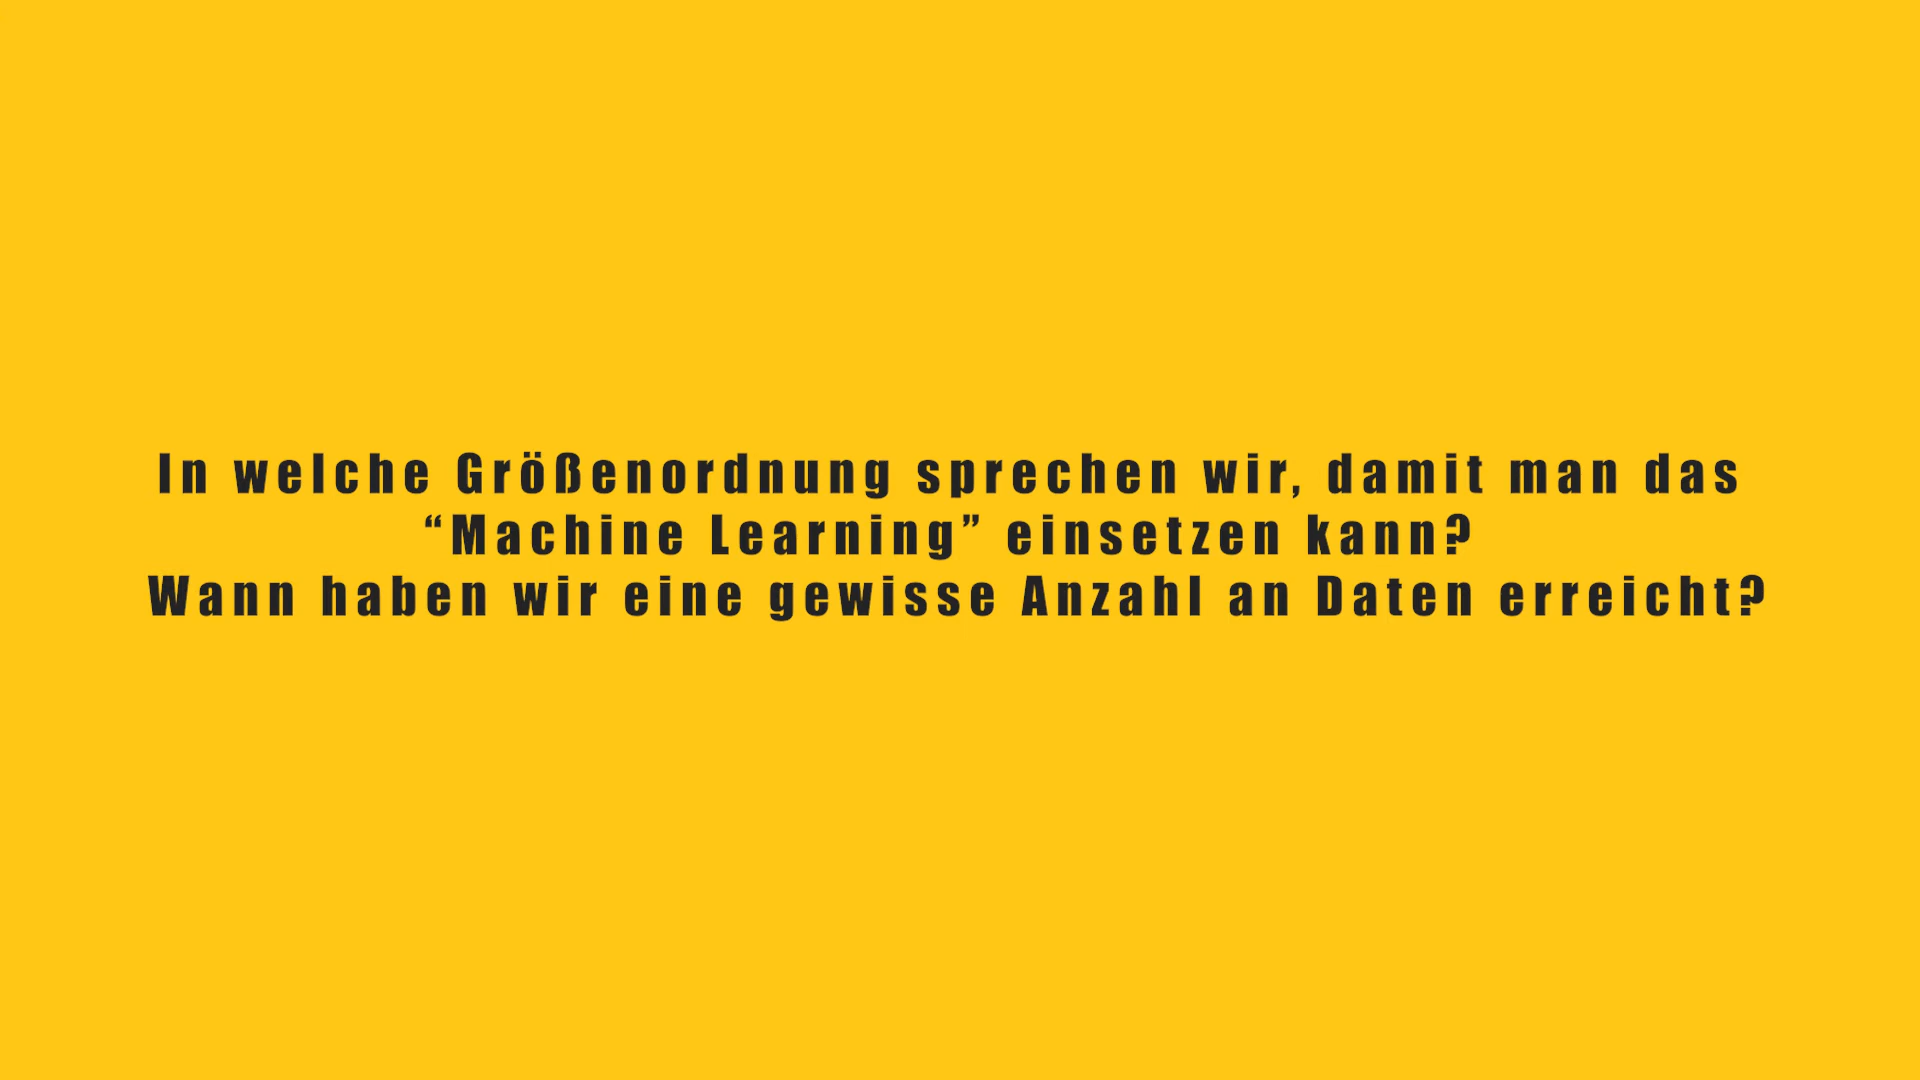 In welche Größenordnung sprechen wir, damit man das
“Machine Learning” einsetzen kann?
Wann haben wir eine gewisse Anzahl an Daten erreicht?